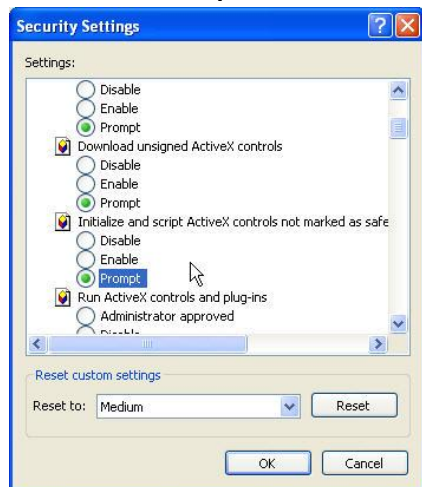 Security Settings
Settings:
Disable
Enable
Prompt
Download unsigned ActiveX controls
Disable
Enable
Prompt
Initialize and script ActiveX controls not marked as safe
Disable
Enable
Prompt
Run ActiveX controls and plug-ins
Administrator approved
Disable
Reset custom settings
Reset to: Medium Reset
OK Cancel